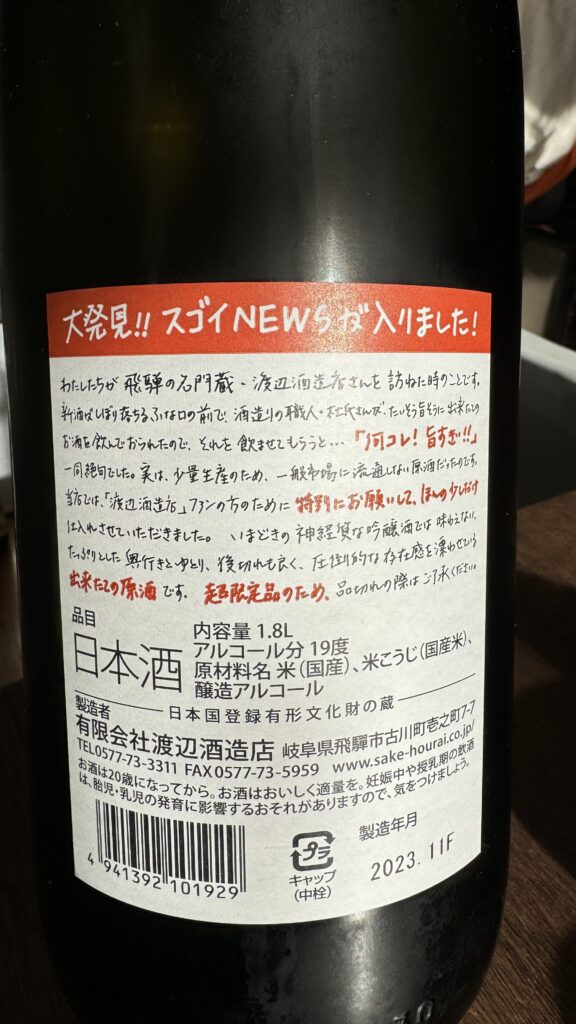 大発見!! スゴイNEWSが入りました!
わたしたちが 飛騨の名門蔵・渡辺酒造店さんを 訪ねた時のことです。
新酒がしぼり落ちるふな口の前で、酒造りの職人・杜氏さんが、たいそう旨そうに 出来たての
お酒を飲んでおられたので、それを飲ませてもらうと…「何コレ!旨すぎ!!」
一同絶句でした。実は、少量生産のため、一般市場に流通しない原酒だったのです。
当店では、「渡辺酒造店」ファンの方のために 特別にお願いして、ほんの少しだけ
仕入れさせていただきました。 いまどきの神経質な吟醸酒では 味わえない、
たっぷりとした 奥行きとゆとり、後切れも良く、圧倒的な存在感を漂わせている
出来たての原酒です。 超限定品のため、品切れの際はご了承ください。
品目
日本酒
内容量 1.8L
アルコール分 19度
原材料名 米(国産)、米こうじ(国産米)、
醸造アルコール
日本国登録有形文化財の蔵
製造者
有限会社渡辺酒造店 岐阜県飛騨市古川町壱之町7-7
TEL0577-73-3311 FAX0577-73-5959 www.sake-hourai.co.jp/
お酒は20歳になってから。お酒はおいしく適量を。妊娠中や授乳期の飲酒
は、胎児・乳児の発育に影響するおそれがありますので、気をつけましょう。
4 941392 101929
プラ
キャップ
(中栓)
製造年月
2023. 11F